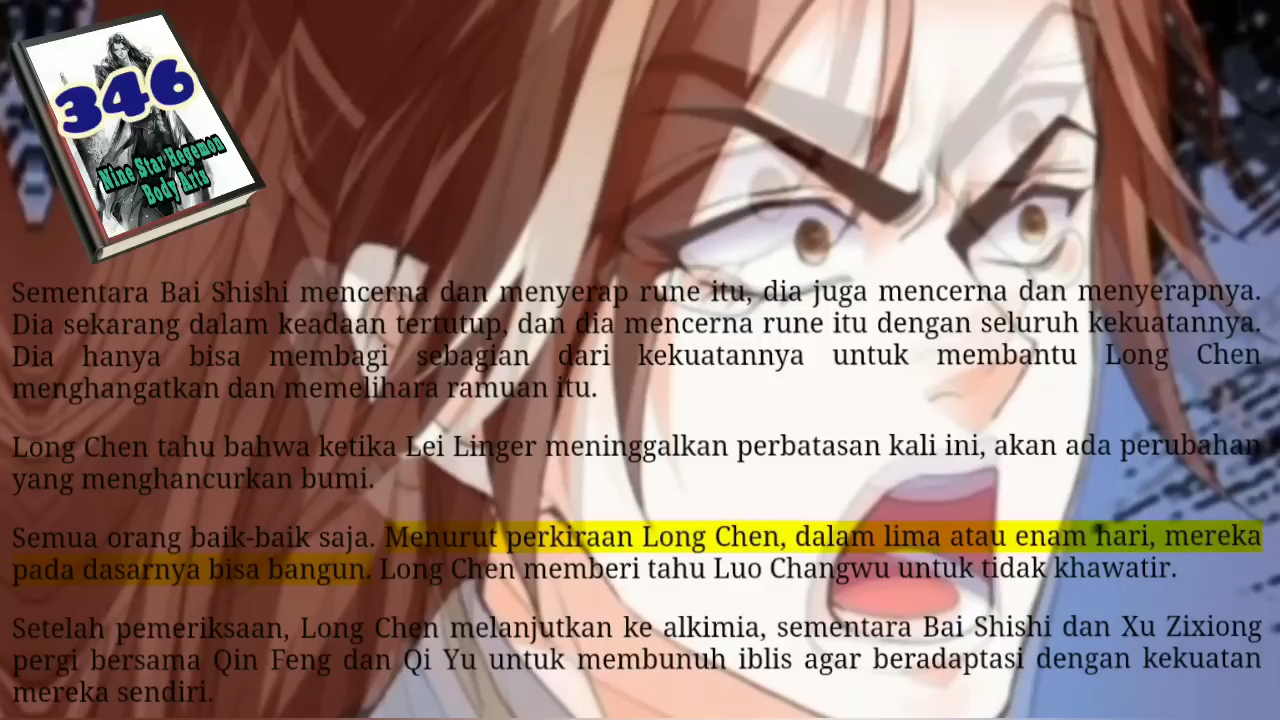 346
Nine Star Hegemon
Body Arts
Sementara Bai Shishi mencerna dan menyerap rune itu, dia juga mencerna dan menyerapnya.
Dia sekarang dalam keadaan tertutup, dan dia mencerna rune itu dengan seluruh kekuatannya.
Dia hanya bisa membagi sebagian dari kekuatannya untuk membantu Long Chen
menghangatkan dan memelihara ramuan itu.
Long Chen tahu bahwa ketika Lei Linger meninggalkan perbatasan kali ini, akan ada perubahan
yang menghancurkan bumi.
Semua orang baik-baik saja. Menurut perkiraan Long Chen, dalam lima atau enam hari, mereka
pada dasarnya bisa bangun. Long Chen memberi tahu Luo Changwu untuk tidak khawatir.
Setelah pemeriksaan, Long Chen melanjutkan ke alkimia, sementara Bai Shishi dan Xu Zixiong
pergi bersama Qin Feng dan Qi Yu untuk membunuh iblis agar beradaptasi dengan kekuatan
mereka sendiri.